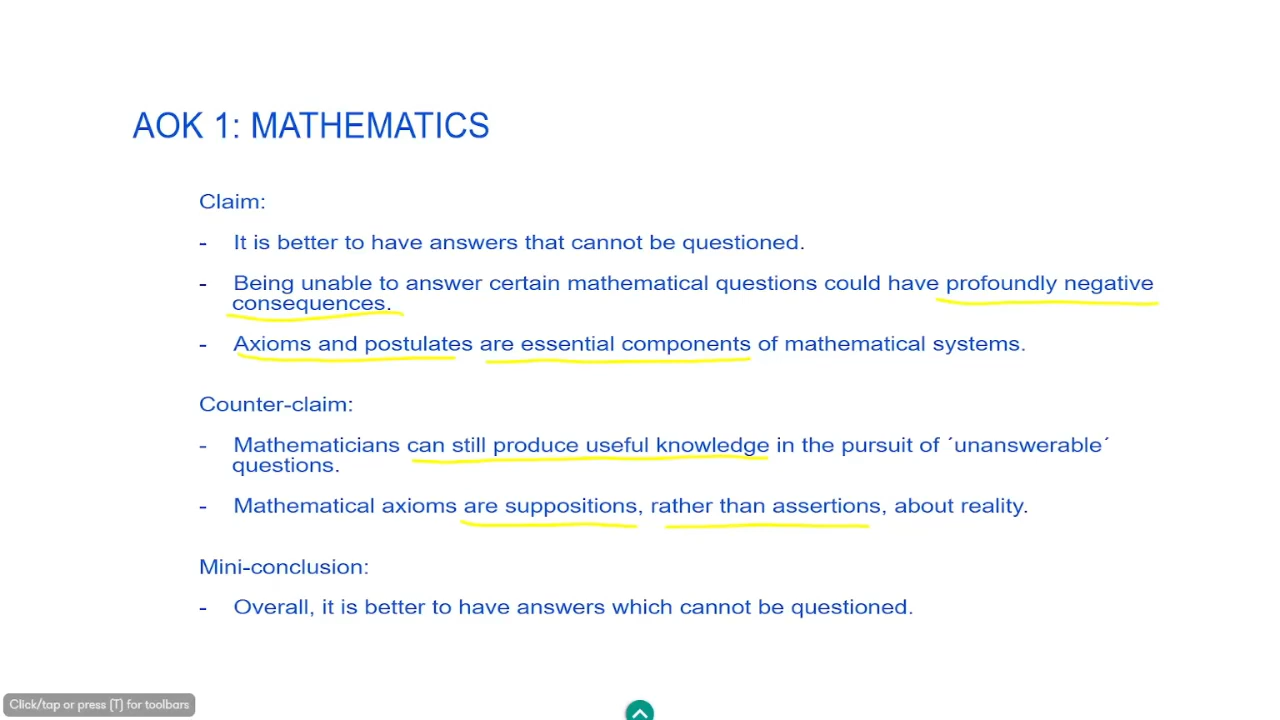 AOK 1: MATHEMATICS
Claim:
- It is better to have answers that cannot be questioned.
- Being unable to answer certain mathematical questions could have profoundly negative
consequences.
- Axioms and postulates are essential components of mathematical systems.
Counter-claim:
- Mathematicians can still produce useful knowledge in the pursuit of ´unanswerable´
questions.
- Mathematical axioms are suppositions, rather than assertions, about reality.
Mini-conclusion:
- Overall, it is better to have answers which cannot be questioned.
Click/tap or press (T) for toolbars